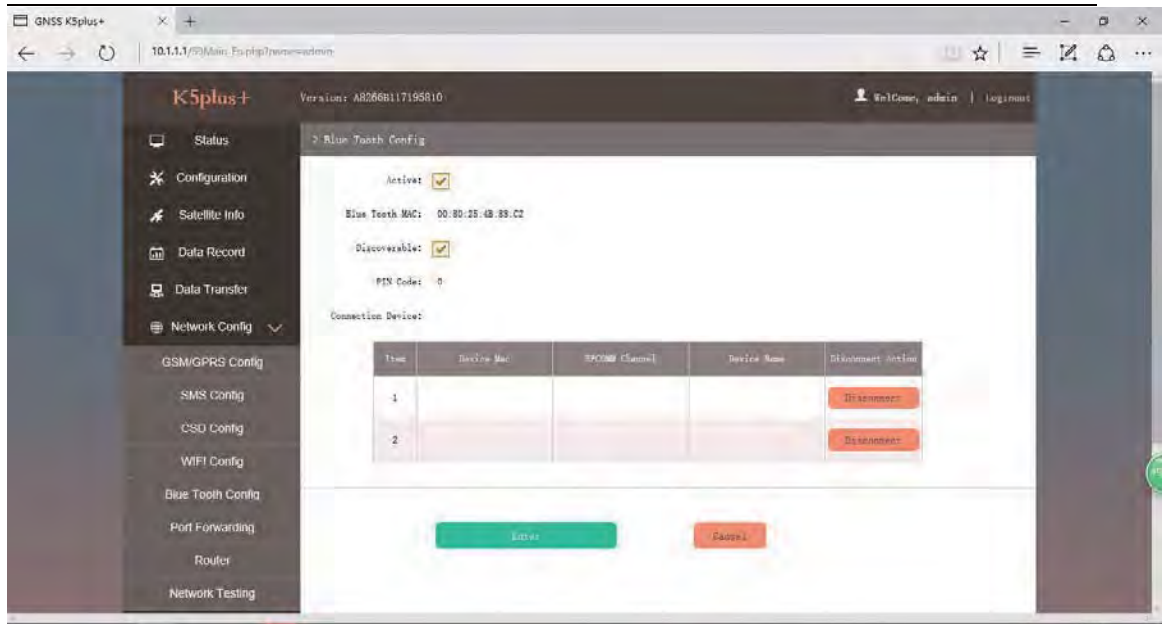 GNSS K5plus+
10.1.1.1/
K5plus+
Version: A8266B117195810
WelCome, admin | loginout
Status
> Blue Tooth Config
Active:
Configuration
Satellite Info
Blue Tooth MAC: 00:80:25:4B:89:C2
Data Record
Discoverable:
Data Transfer
PIN Code: 0
Network Config
Connection Device:
GSM/GPRS Config
Item Device Mac Channel Device Name Disconnect Action
SMS Config
1 Disconnect
CSD Config
2 Disconnect
WIFI Config
Blue Tooth Config
Port Forwarding
Enter Cancel
Router
Network Testing